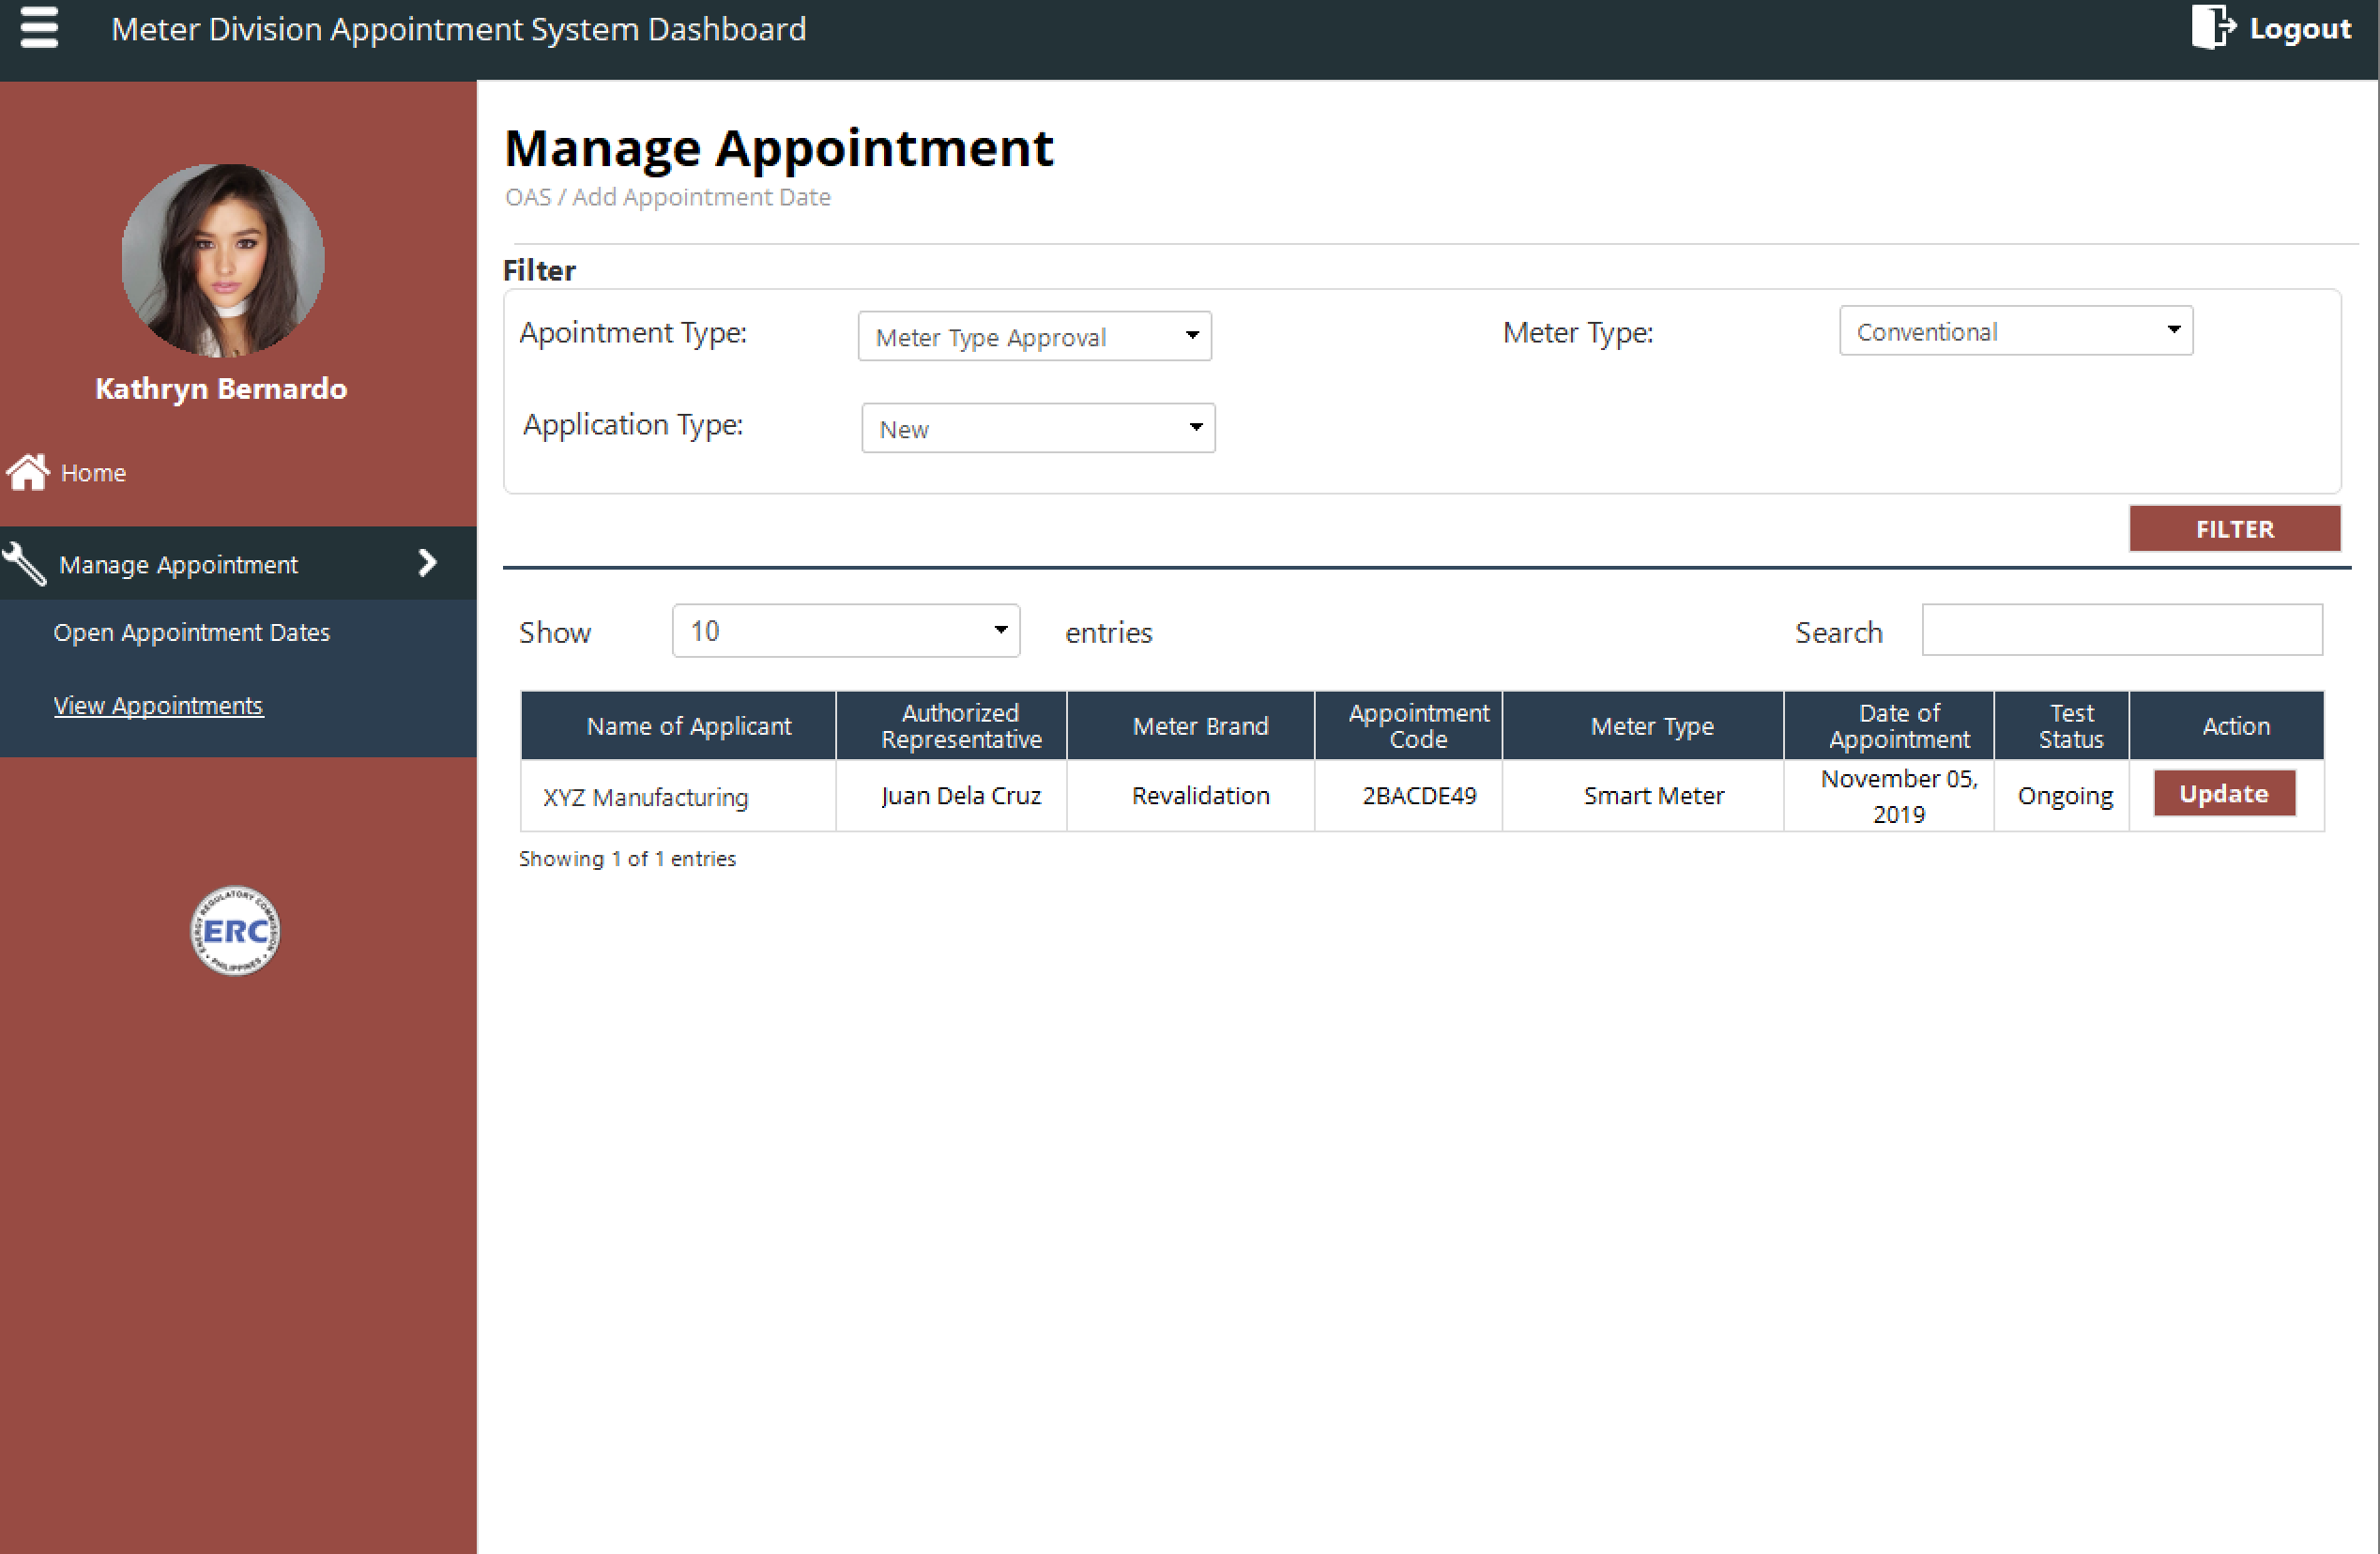 Meter Division Appointment System Dashboard
Logout
Kathryn Bernardo
Home
Manage Appointment
Open Appointment Dates
View Appointments
ENERGY REGULATORY COMMISSION
ERC
PHILIPPINES
Manage Appointment
OAS / Add Appointment Date
Filter
Apointment Type: Meter Type Approval Meter Type: Conventional
Application Type: New
FILTER
Show 10 entries Search
Name of Applicant Authorized Representative Meter Brand Appointment Code Meter Type Date of Appointment Test Status Action
XYZ Manufacturing Juan Dela Cruz Revalidation 2BACDE49 Smart Meter November 05, 2019 Ongoing Update
Showing 1 of 1 entries